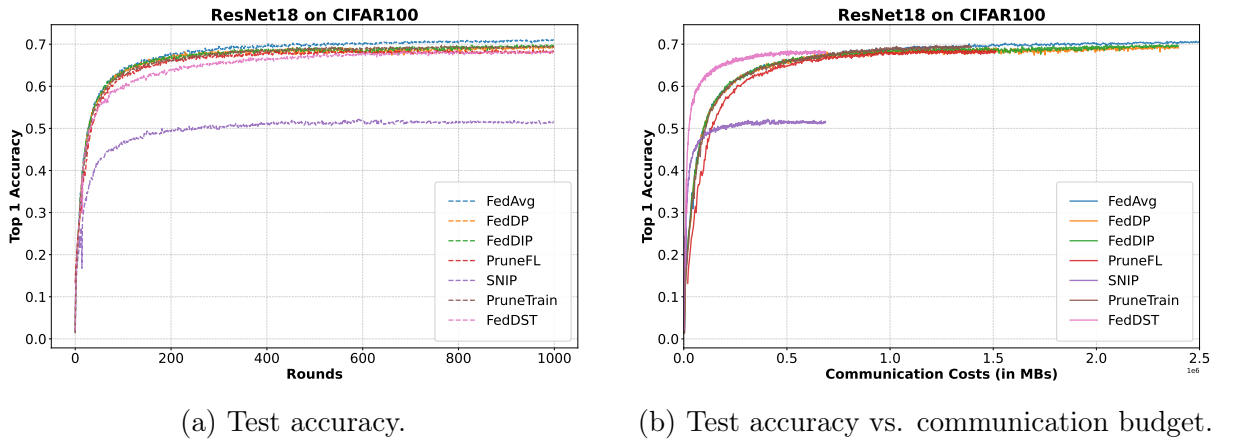 ResNet18 on CIFAR100
Top 1 Accuracy
0.7
0.6
0.5
0.4
0.3
0.2
0.1
0.0
FedAvg
FedDP
FedDIP
PruneFL
SNIP
PruneTrain
FedDST
0 200 400 600 800 1000
Rounds
(a) Test accuracy.
ResNet18 on CIFAR100
Top 1 Accuracy
0.7
0.6
0.5
0.4
0.3
0.2
0.1
0.0
FedAvg
FedDP
FedDIP
PruneFL
SNIP
PruneTrain
FedDST
0.0 0.5 1.0 1.5 2.0 2.5
1e6
Communication Costs (in MBs)
(b) Test accuracy vs. communication budget.